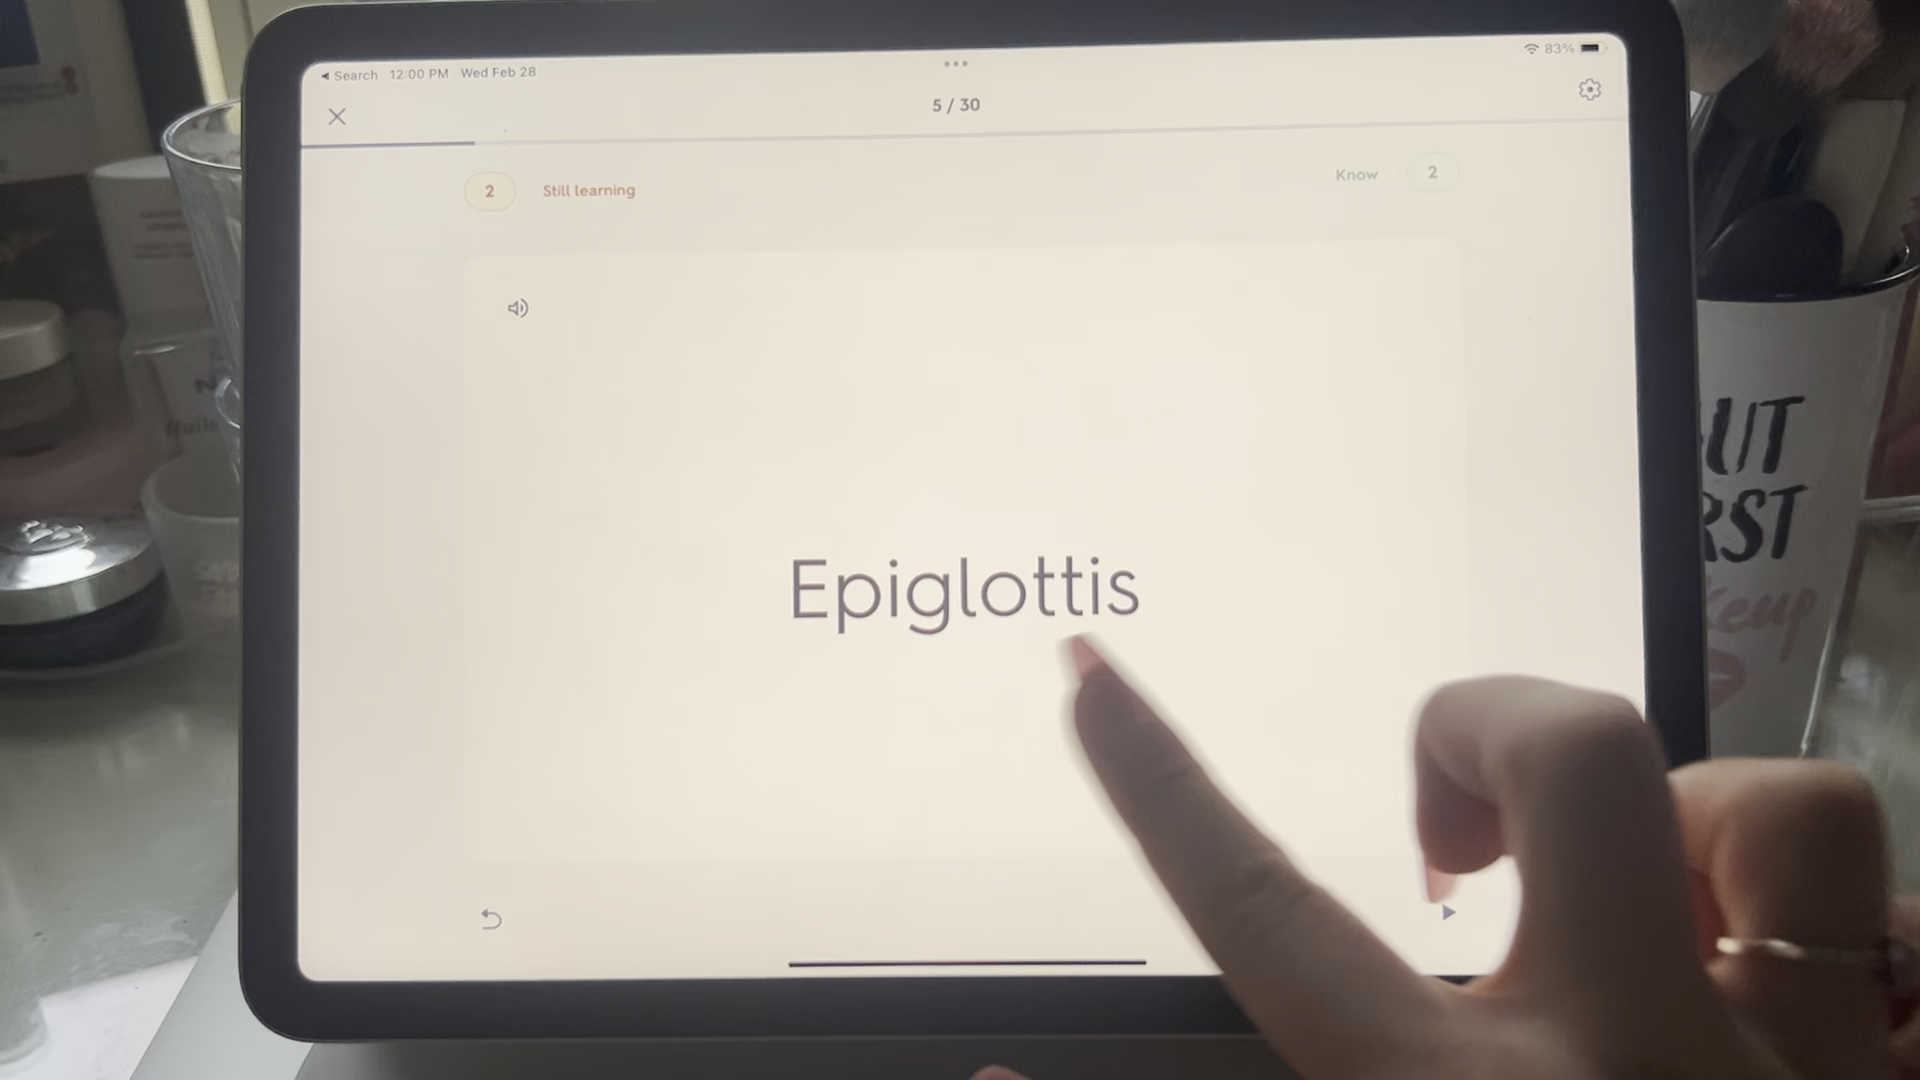 ◀ Search 12:00 PM Wed Feb 28
83%
5 / 30
2 Still learning
Know 2
Epiglottis